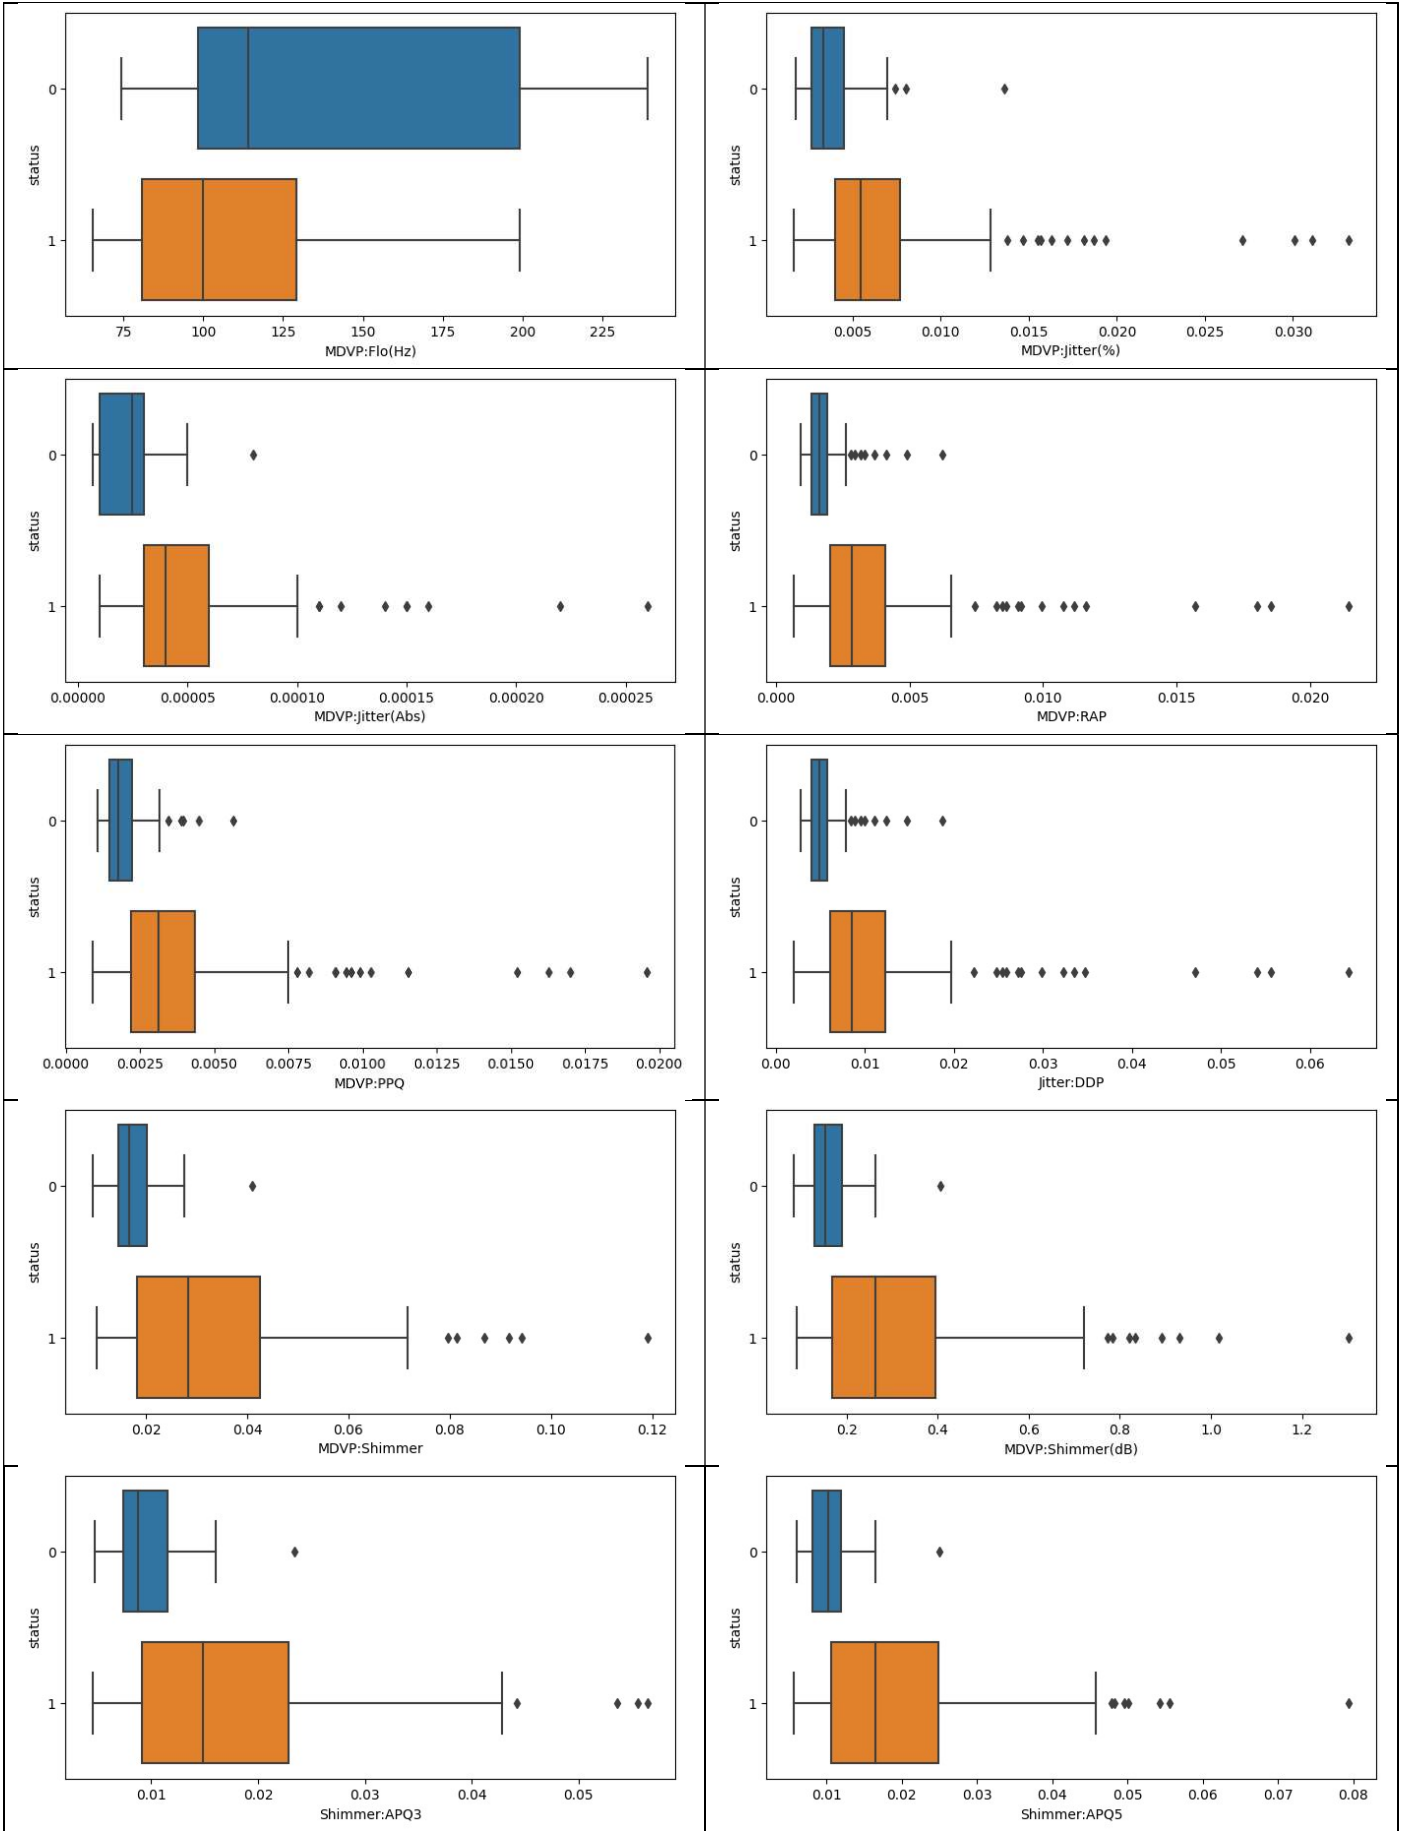 status
0
1
75 100 125 150 175 200 225
MDVP:Flo(Hz)
status
0
1
0.005 0.010 0.015 0.020 0.025 0.030
MDVP:Jitter(%)
status
0
1
0.00000 0.00005 0.00010 0.00015 0.00020 0.00025
MDVP:Jitter(Abs)
status
0
1
0.000 0.005 0.010 0.015 0.020
MDVP:RAP
status
0
1
0.0000 0.0025 0.0050 0.0075 0.0100 0.0125 0.0150 0.0175 0.0200
MDVP:PPQ
status
0
1
0.00 0.01 0.02 0.03 0.04 0.05 0.06
Jitter:DDP
status
0
1
0.02 0.04 0.06 0.08 0.10 0.12
MDVP:Shimmer
status
0
1
0.2 0.4 0.6 0.8 1.0 1.2
MDVP:Shimmer(dB)
status
0
1
0.01 0.02 0.03 0.04 0.05
Shimmer:APQ3
status
0
1
0.01 0.02 0.03 0.04 0.05 0.06 0.07 0.08
Shimmer:APQ5